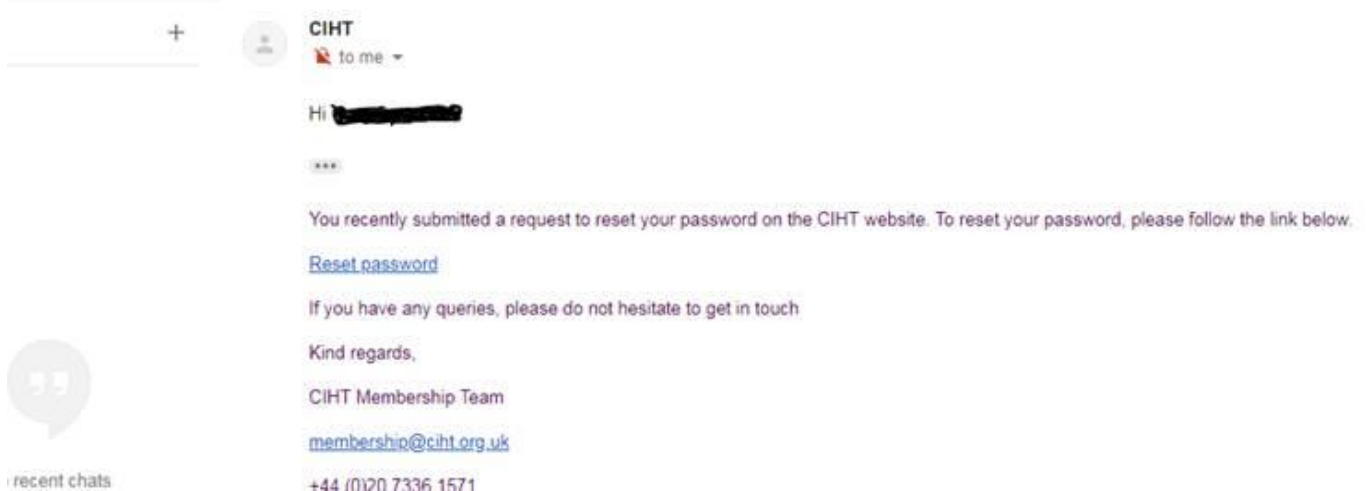 +
CIHT
to me
Hi
...
You recently submitted a request to reset your password on the CIHT website. To reset your password, please follow the link below.
Reset password
If you have any queries, please do not hesitate to get in touch
Kind regards,
CIHT Membership Team
membership@ciht.org.uk
recent chats
+44 (0)20 7336 1571